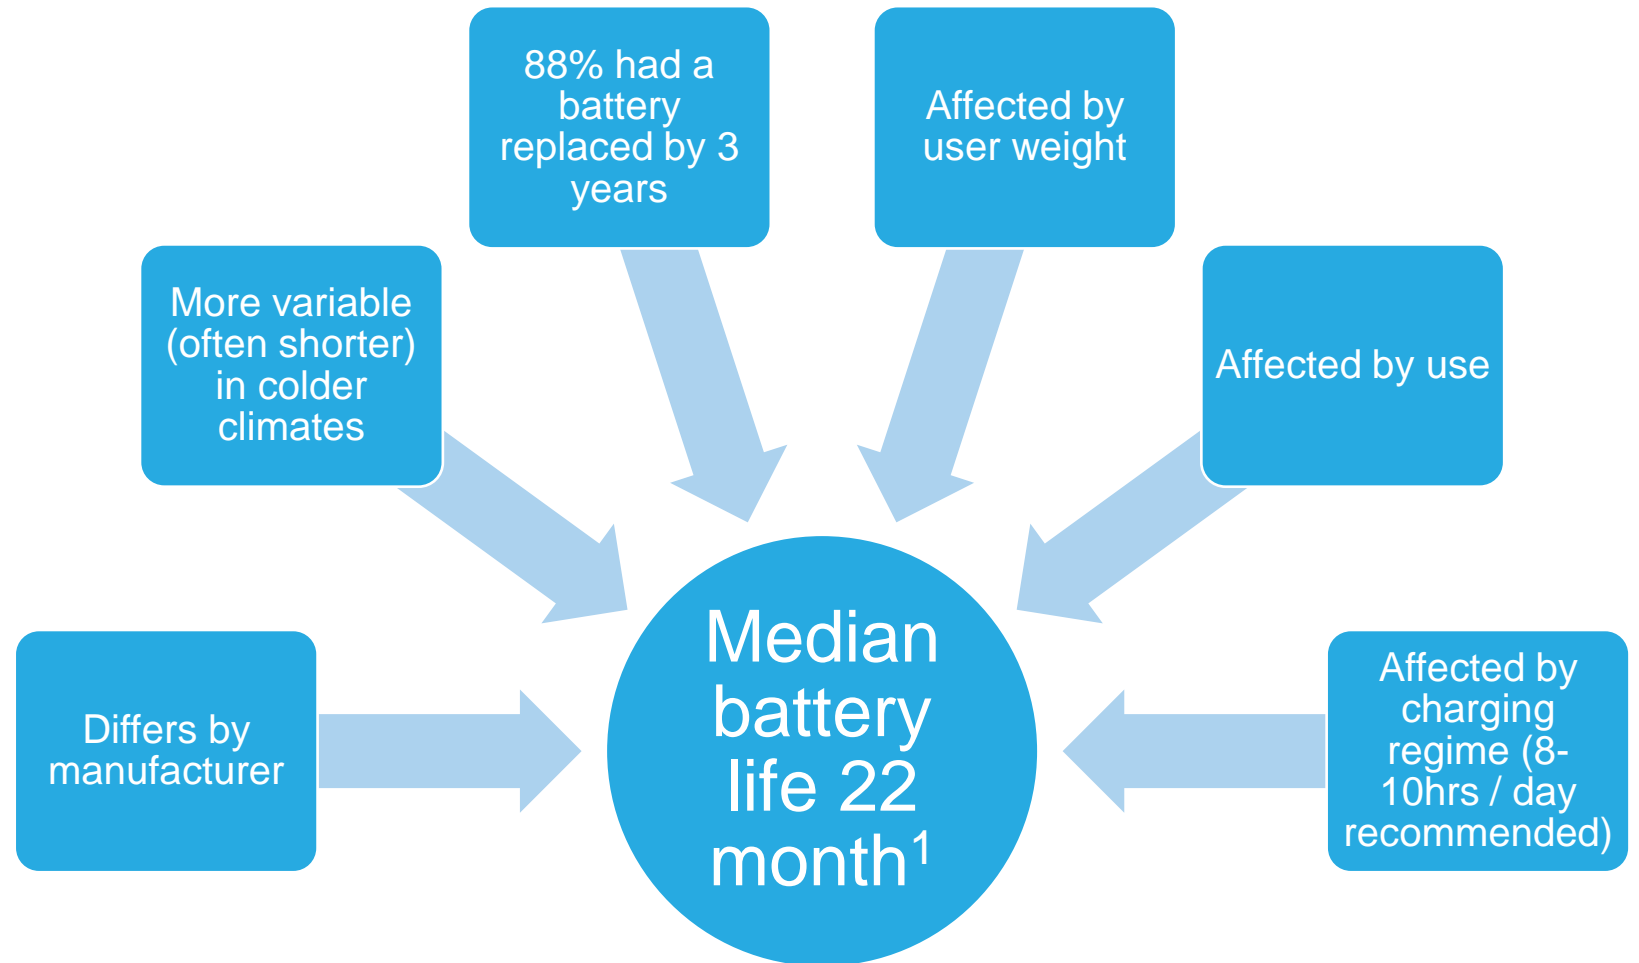 88% had a
battery
replaced by 3
years
Affected by
user weight
More variable
(often shorter)
in colder
climates
Affected by use
Differs by
manufacturer
Median
battery
life 22
month¹
Affected by
charging
regime (8-
10hrs / day
recommended)